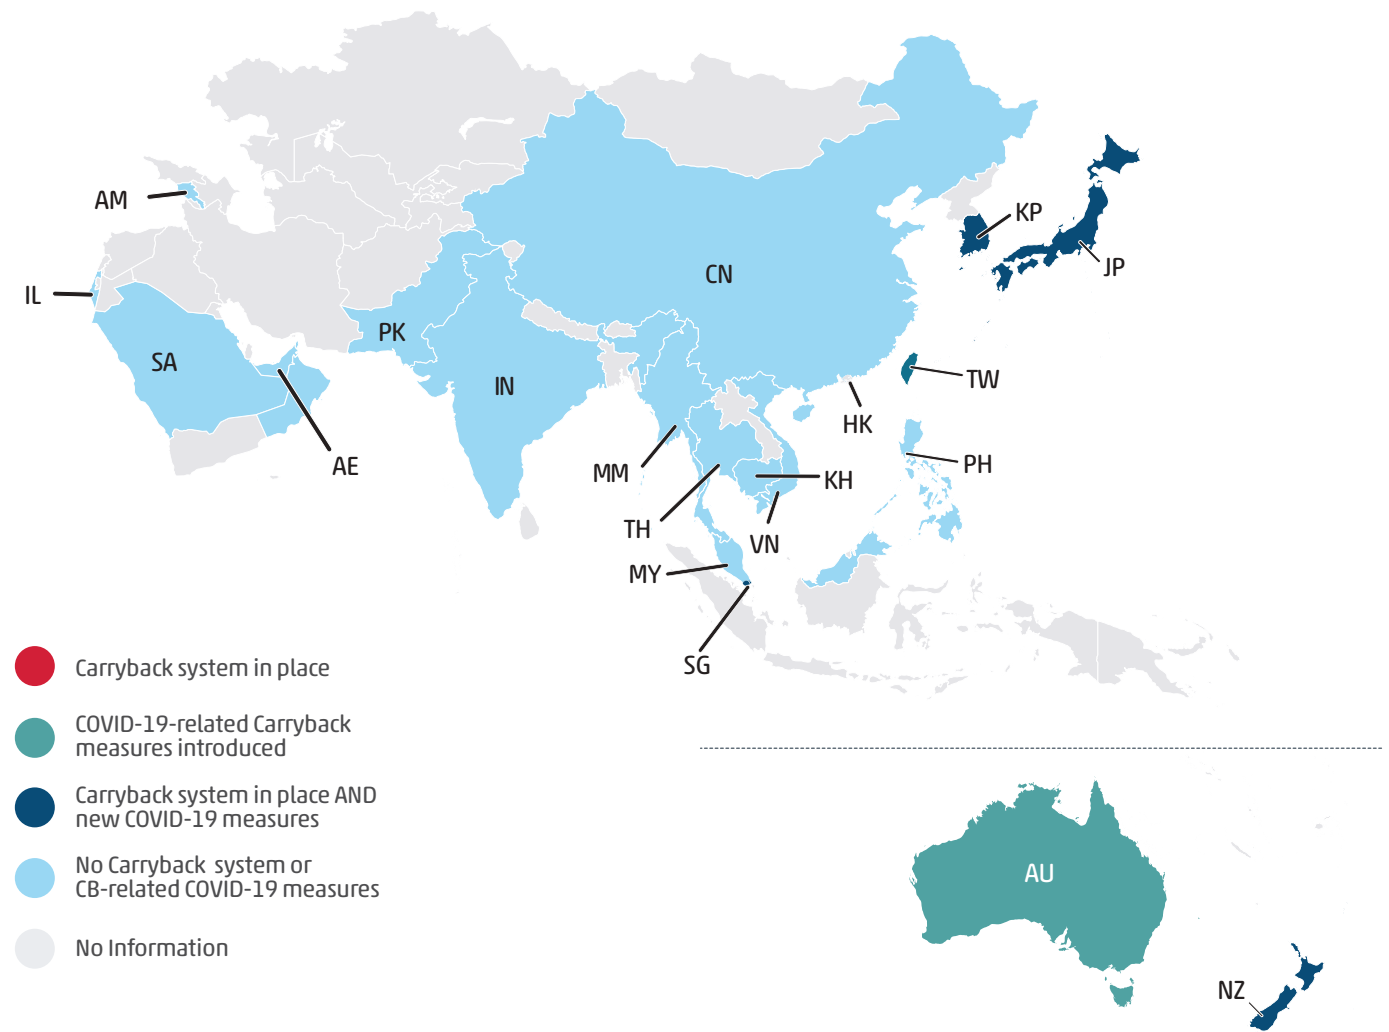 AM
KP
JP
IL
CN
PK
SA
IN
TW
HK
AE
MM
PH
KH
TH
VN
MY
SG
Carryback system in place
COVID-19-related Carryback
measures introduced
Carryback system in place AND
new COVID-19 measures
No Carryback system or
CB-related COVID-19 measures
No Information
AU
NZ